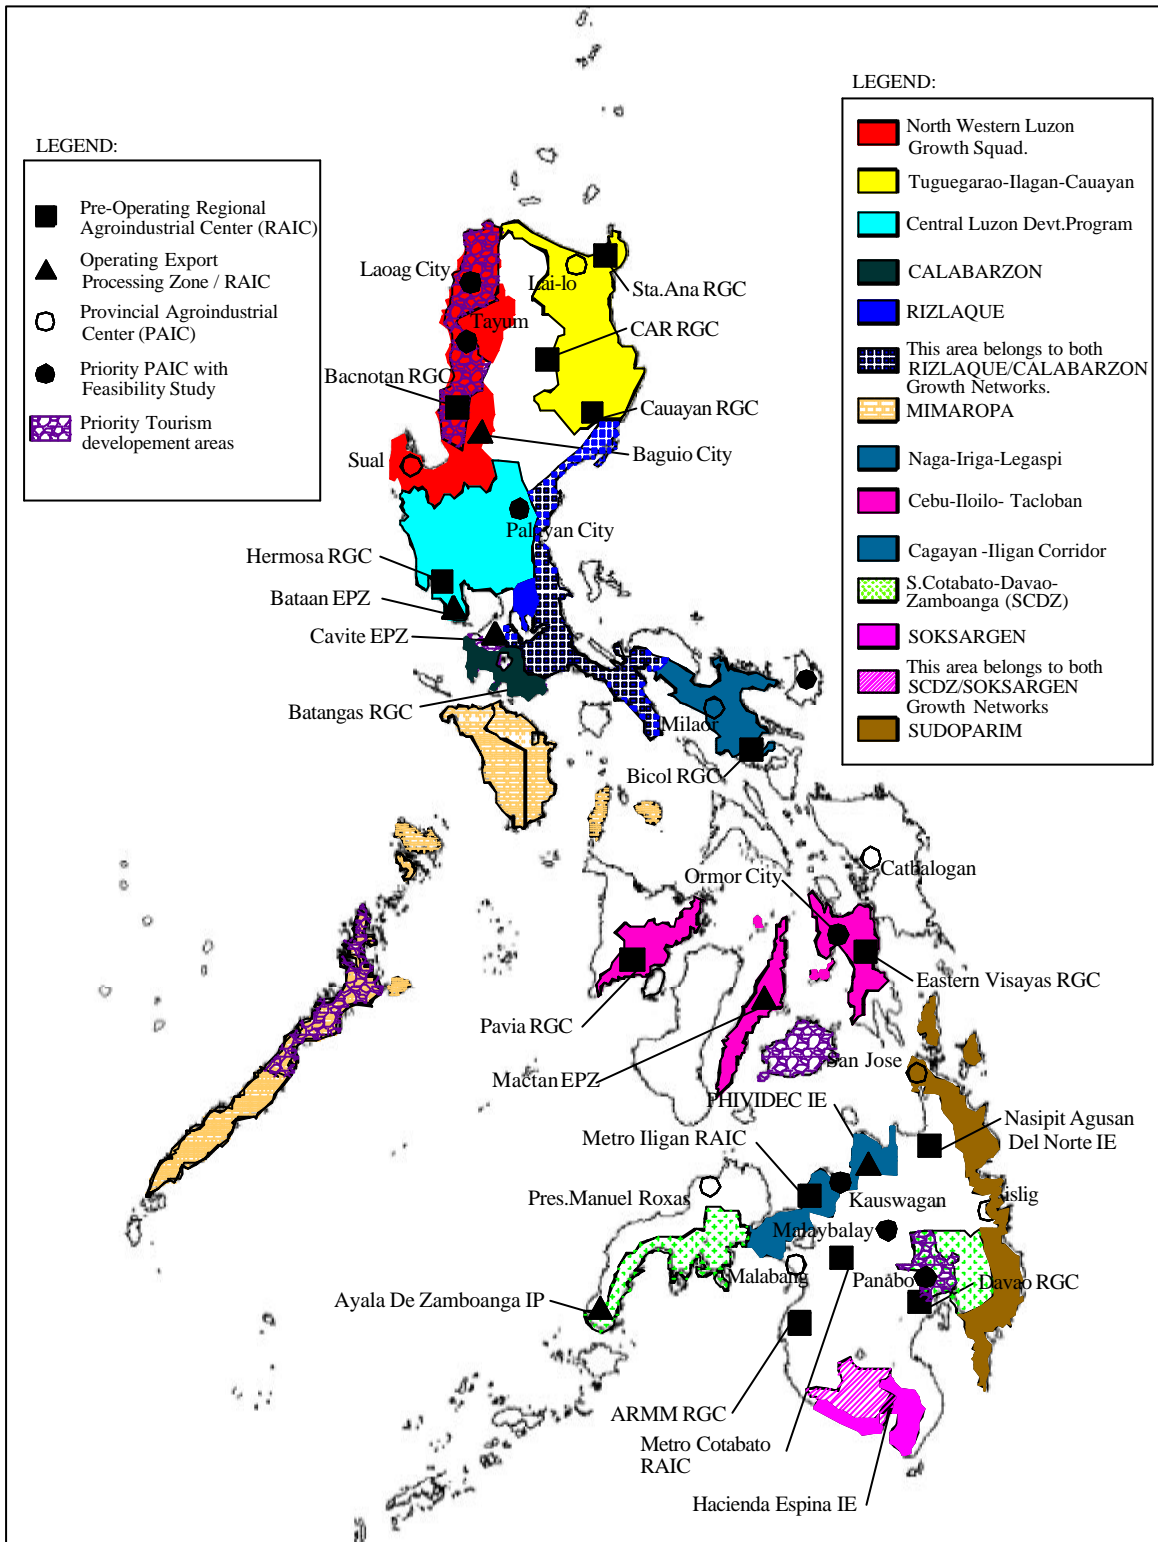 LEGEND:
Pre-Operating Regional
Agroindustrial Center (RAIC)
Operating Export
Processing Zone / RAIC
Provincial Agroindustrial
Center (PAIC)
Priority PAIC with
Feasibility Study
Priority Tourism
developement areas
LEGEND:
North Western Luzon
Growth Squad.
Tuguegarao-Ilagan-Cauayan
Central Luzon Devt.Program
CALABARZON
RIZLAQUE
This area belongs to both
RIZLAQUE/CALABARZON
Growth Networks.
MIMAROPA
Naga-Iriga-Legaspi
Cebu-Iloilo- Tacloban
Cagayan -Iligan Corridor
S.Cotabato-Davao-
Zamboanga (SCDZ)
SOKSARGEN
This area belongs to both
SCDZ/SOKSARGEN
Growth Networks
SUDOPARIM
Laoag City
Lal-lo
Sta.Ana RGC
Tayum
CAR RGC
Bacnotan RGC
Cauayan RGC
Baguio City
Sual
Palayan City
Hermosa RGC
Bataan EPZ
Cavite EPZ
Batangas RGC
Milaor
Bicol RGC
Catbalogan
Ormor City
Eastern Visayas RGC
Pavia RGC
San Jose
Mactan EPZ
PHIVIDEC IE
Nasipit Agusan
Del Norte IE
Metro Iligan RAIC
Pres.Manuel Roxas
Kauswagan
islig
Malaybalay
Malabang
Panabo
Davao RGC
Ayala De Zamboanga IP
ARMM RGC
Metro Cotabato
RAIC
Hacienda Espina IE